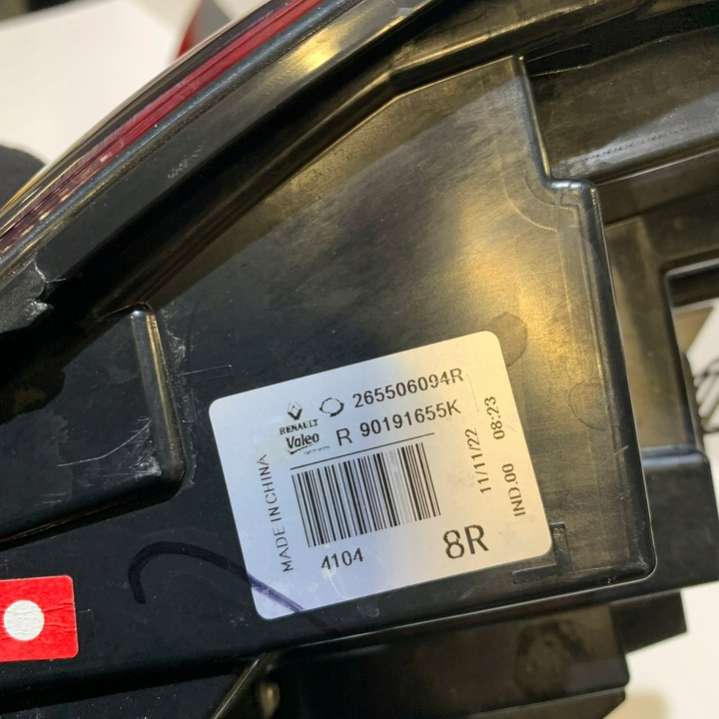 265506094R
RENAULT
Valeo
R 90191655K
MADE IN CHINA
4104
8R
11/11/22 08:23
IND.00